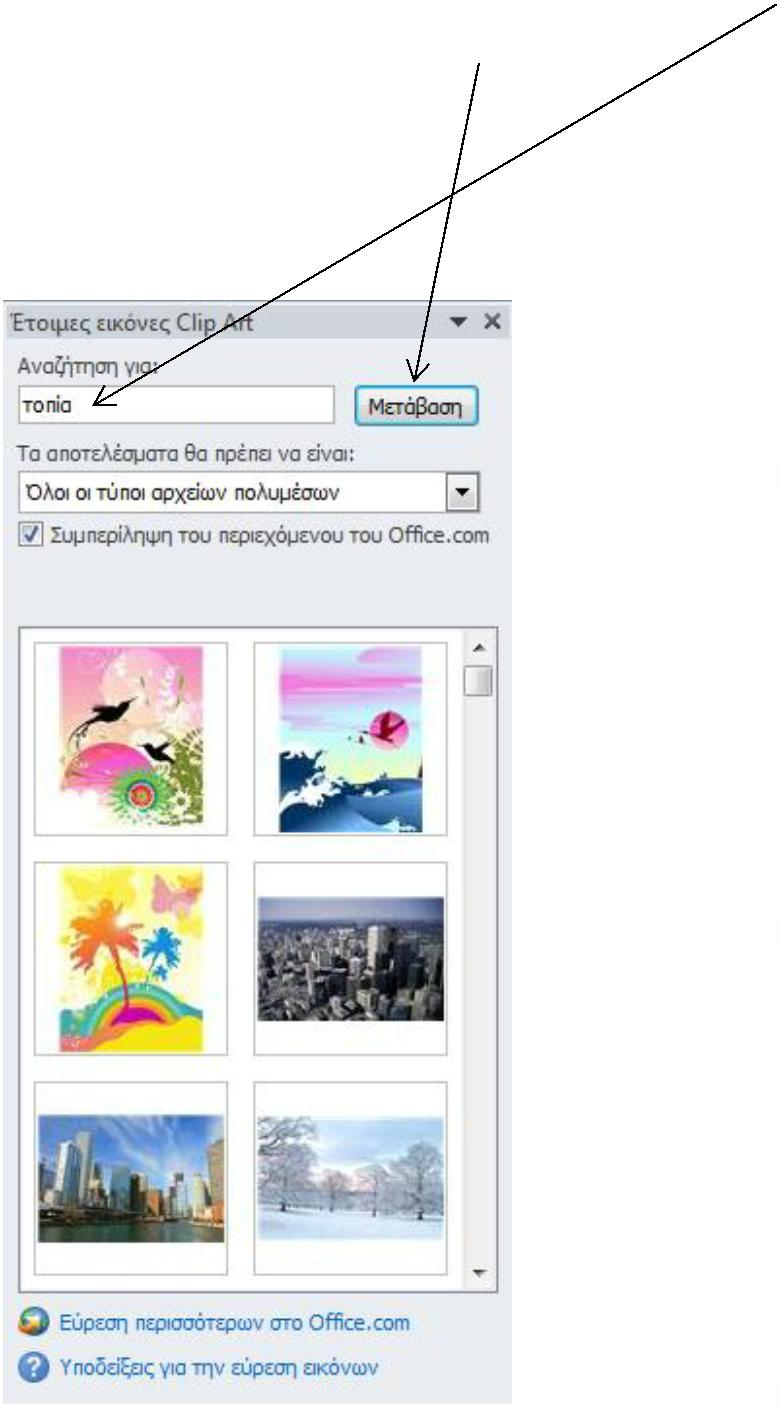 Έτοιμες εικόνες Clip Art
Αναζήτηση για:
τοπία
Μετάβαση
Τα αποτελέσματα θα πρέπει να είναι:
Όλοι οι τύποι αρχείων πολυμέσων
Συμπερίληψη του περιεχόμενου του Office.com
Εύρεση περισσότερων στο Office.com
Υποδείξεις για την εύρεση εικόνων